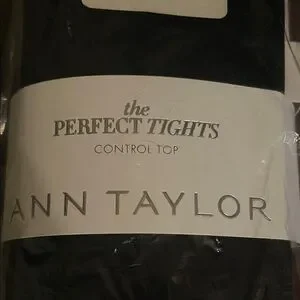 the
PERFECT TIGHTS
CONTROL TOP
ANN TAYLOR